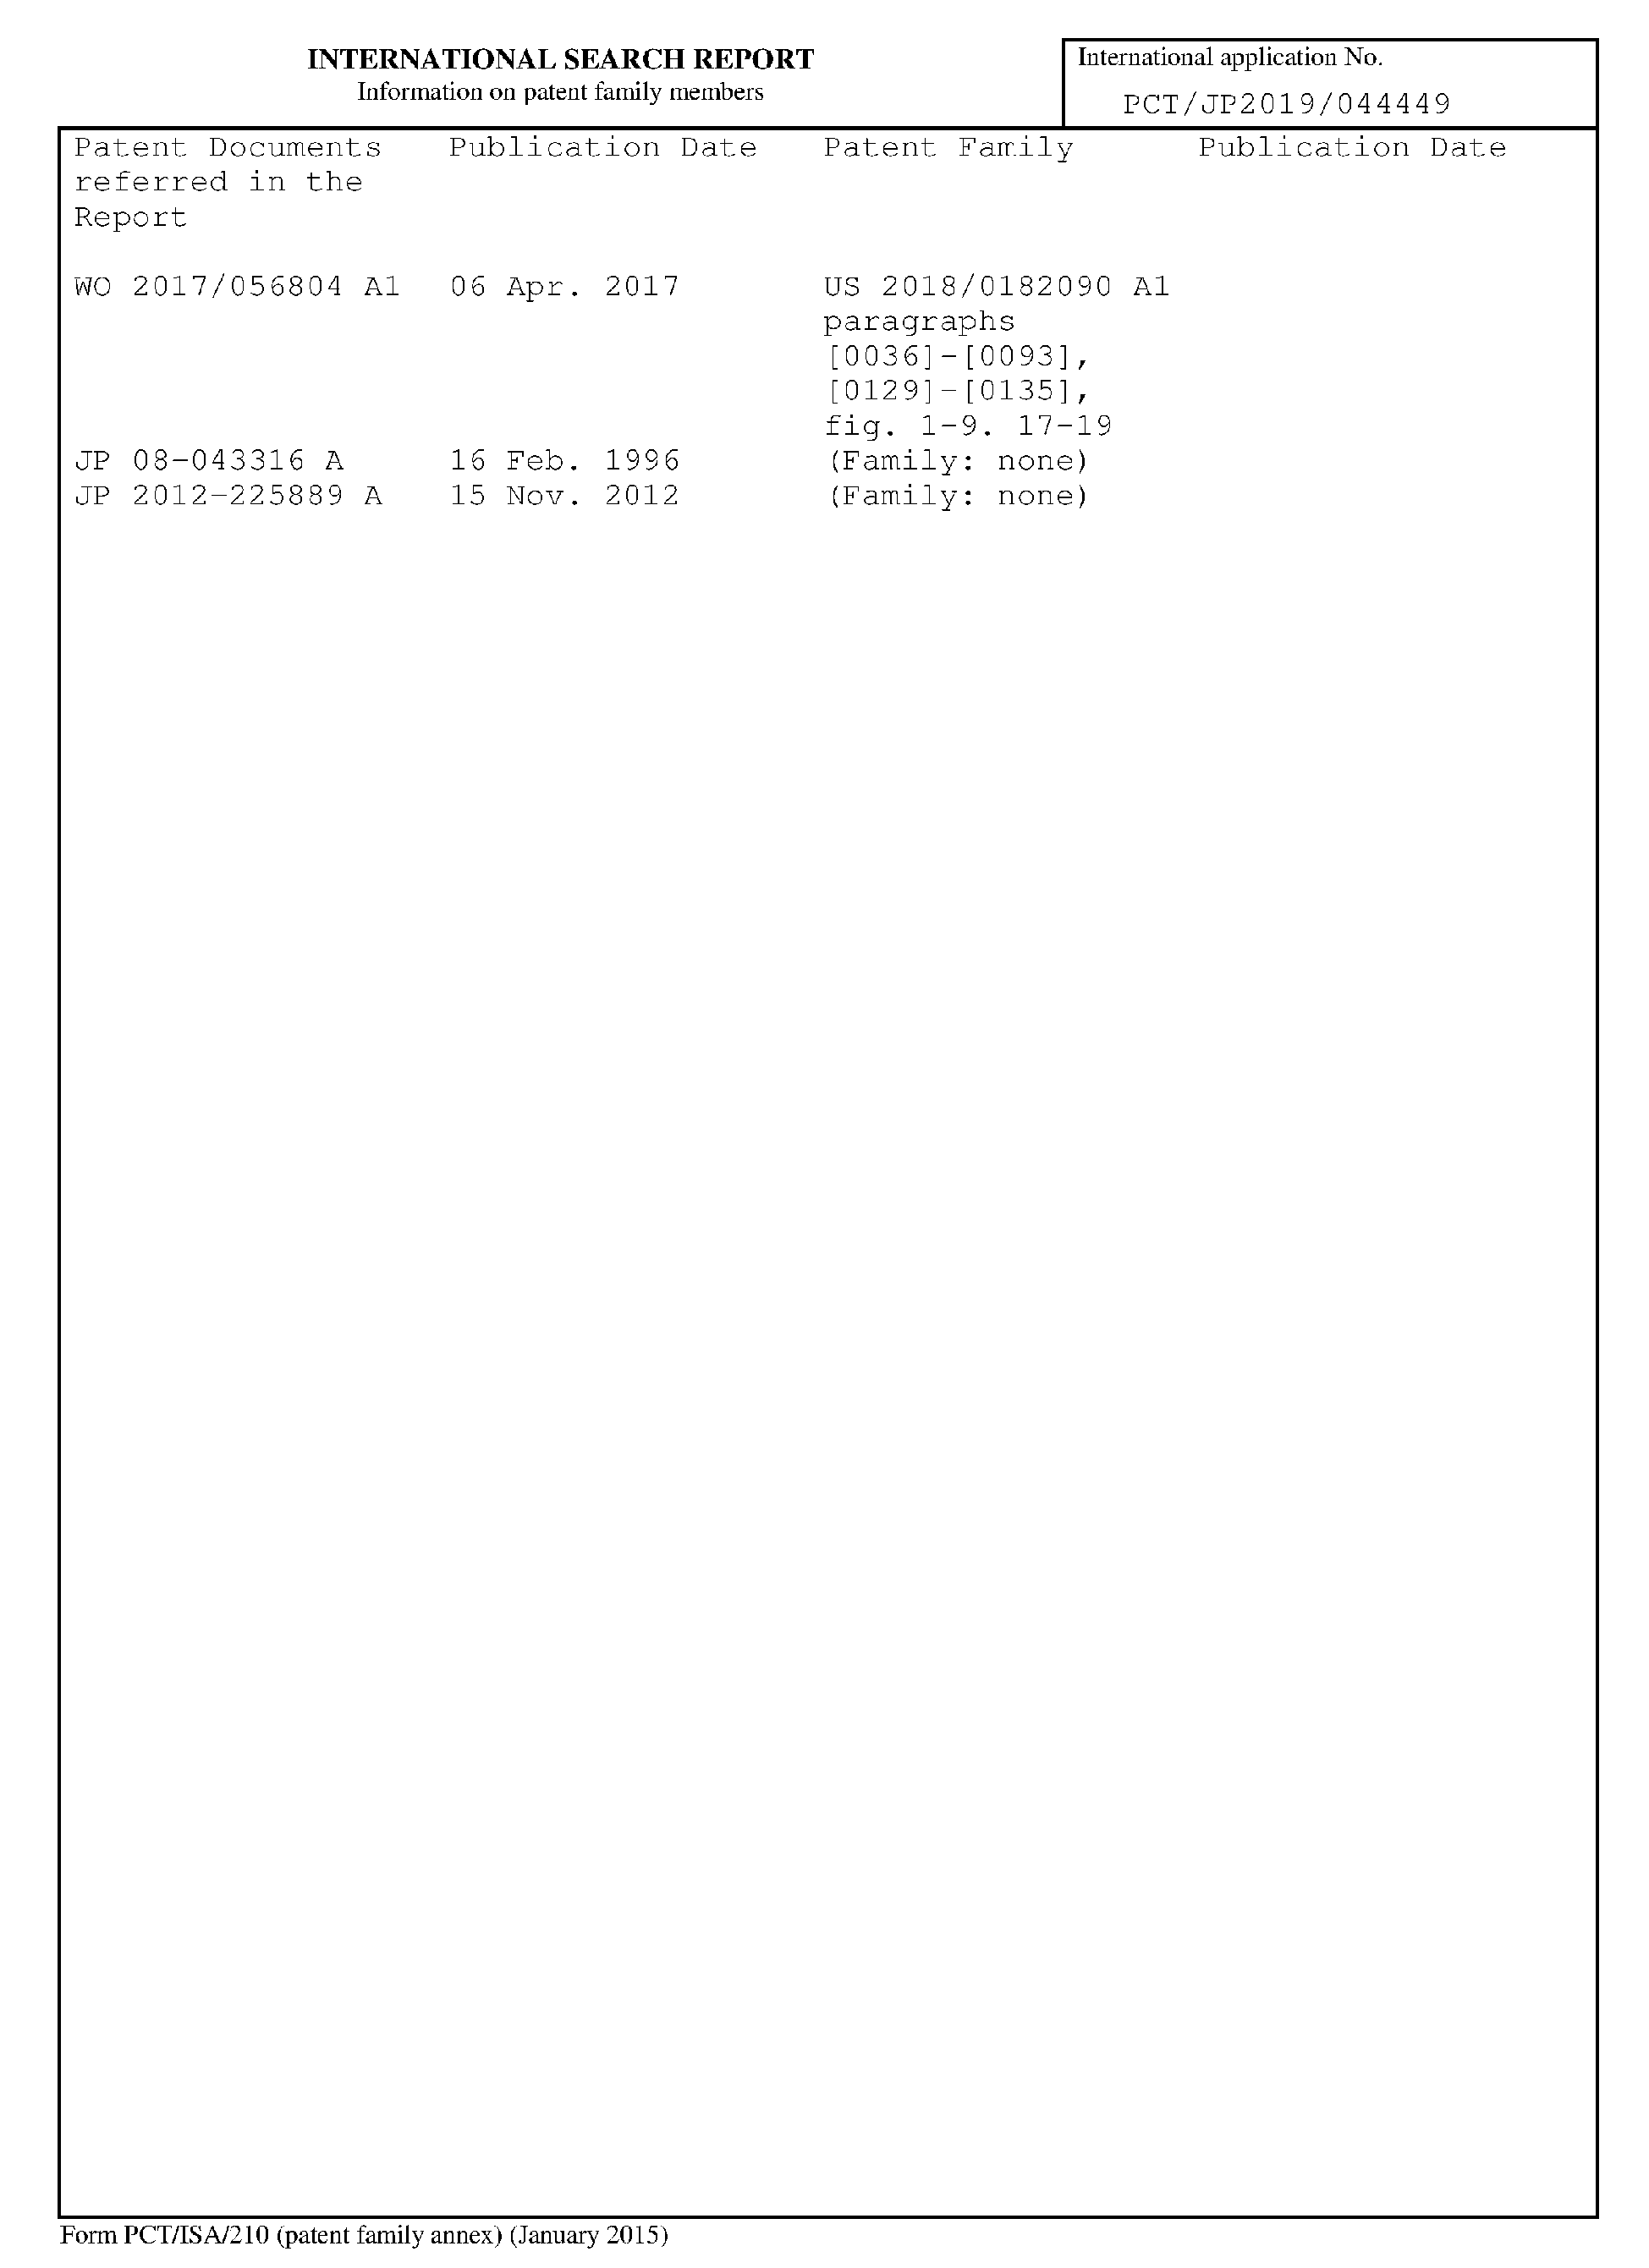 INTERNATIONAL SEARCH REPORT
Information on patent family members
International application No.
PCT/JP2019/044449
Patent Documents referred in the Report
Publication Date
Patent Family
Publication Date
WO 2017/056804 A1 06 Apr. 2017 US 2018/0182090 A1
paragraphs
[0036]-[0093],
[0129]-[0135],
fig. 1-9. 17-19
JP 08-043316 A 16 Feb. 1996 (Family: none)
JP 2012-225889 A 15 Nov. 2012 (Family: none)
Form PCT/ISA/210 (patent family annex) (January 2015)